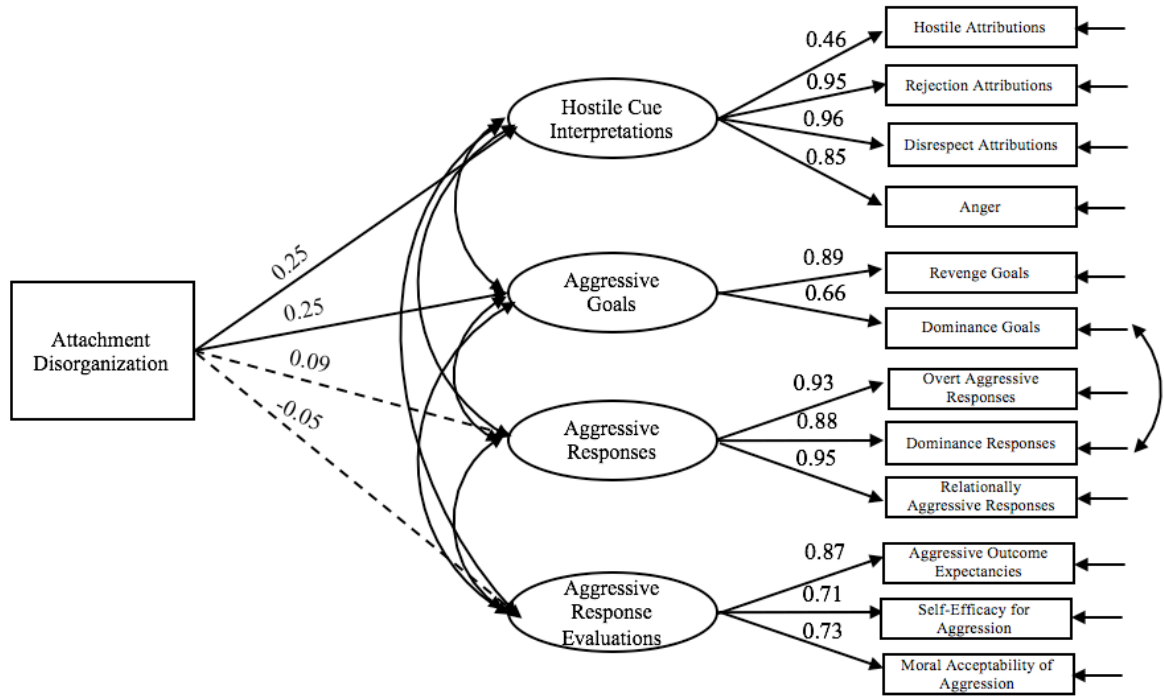 Attachment
Disorganization
0.25
0.25
0.09
-0.05
Hostile Cue
Interpretations
Aggressive
Goals
Aggressive
Responses
Aggressive
Response
Evaluations
0.46
0.95
0.96
0.85
0.89
0.66
0.93
0.88
0.95
0.87
0.71
0.73
Hostile Attributions
Rejection Attributions
Disrespect Attributions
Anger
Revenge Goals
Dominance Goals
Overt Aggressive
Responses
Dominance Responses
Relationally
Aggressive Responses
Aggressive Outcome
Expectancies
Self-Efficacy for
Aggression
Moral Acceptability of
Aggression